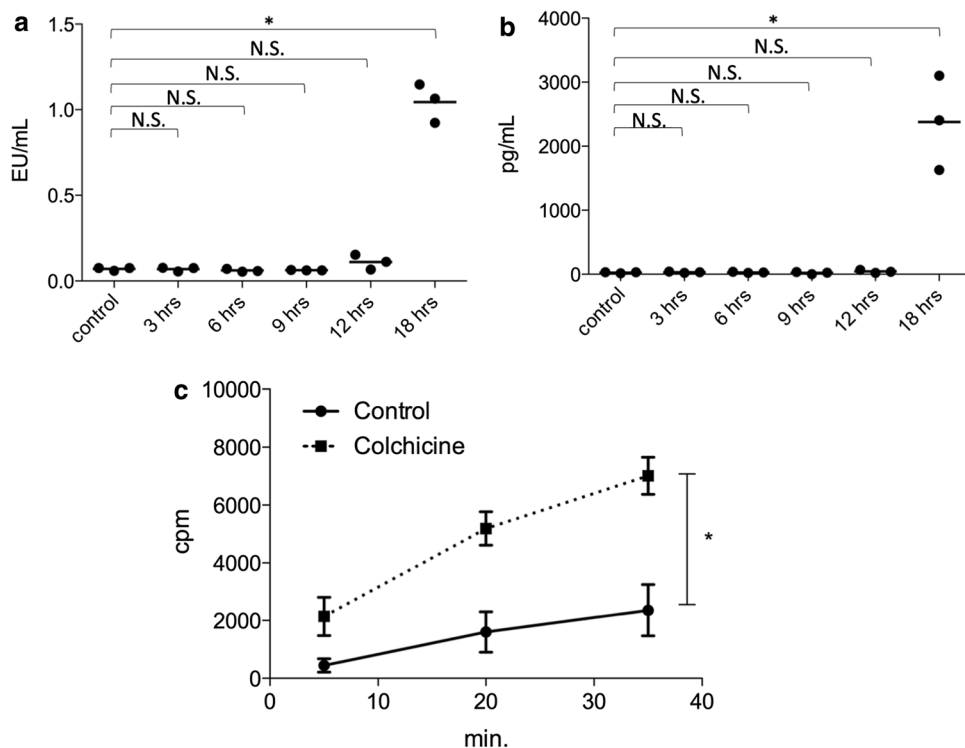 a
EU/mL
1.5
1.0
0.5
0.0
*
N.S.
N.S.
N.S.
N.S.
control
3 hrs
6 hrs
9 hrs
12 hrs
18 hrs
b
pg/mL
4000
3000
2000
1000
0
*
N.S.
N.S.
N.S.
N.S.
control
3 hrs
6 hrs
9 hrs
12 hrs
18 hrs
c
cpm
10000
8000
6000
4000
2000
0
Control
Colchicine
*
0 10 20 30 40
min.